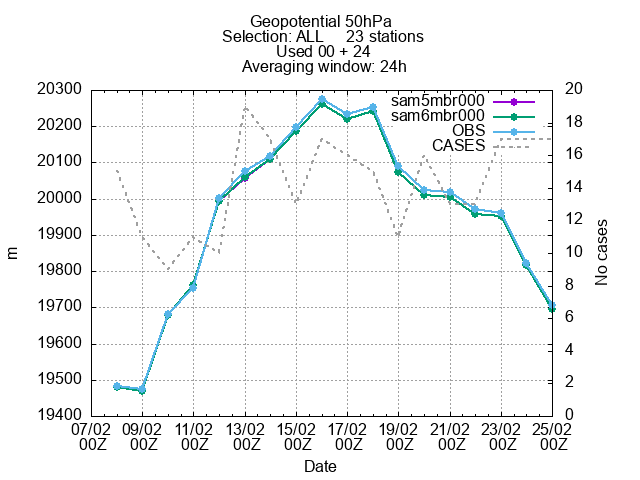 Geopotential 50hPa
Selection: ALL 23 stations
Used 00 + 24
Averaging window: 24h
sam5mbr000
sam6mbr000
OBS
CASES
20300
20200
20100
20000
19900
19800
19700
19600
19500
19400
m
20
18
16
14
12
10
8
6
4
2
0
No cases
07/02 09/02 11/02 13/02 15/02 17/02 19/02 21/02 23/02 25/02
00Z 00Z 00Z 00Z 00Z 00Z 00Z 00Z 00Z 00Z
Date